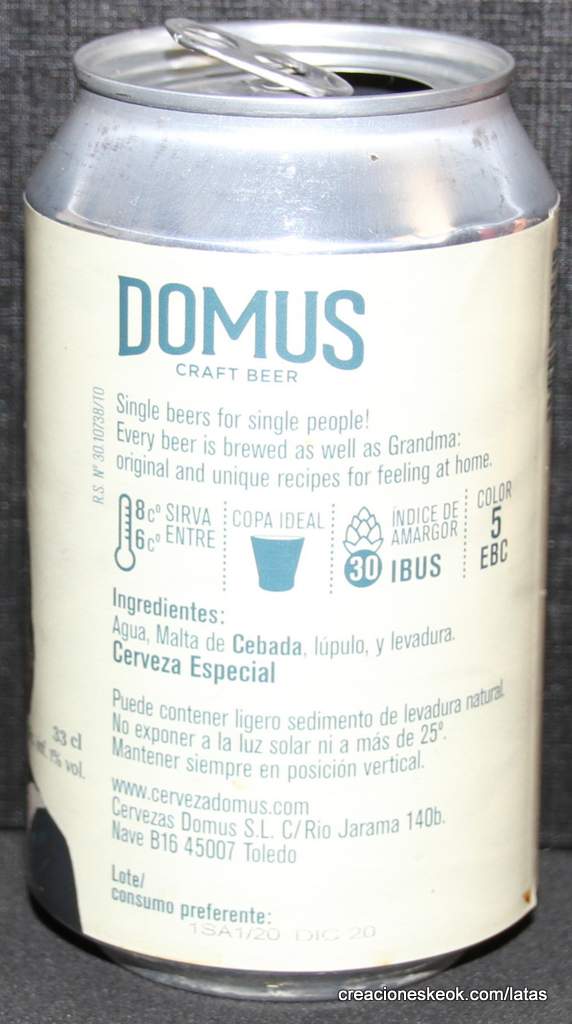 DOMUS
CRAFT BEER
Single beers for single people!
Every beer is brewed as well as Grandma:
original and unique recipes for feeling at home.
R.S. Nº 30.10738/TO
8Cº SIRVA
6Cº ENTRE
COPA IDEAL
30
ÍNDICE DE
AMARGOR
IBUS
COLOR
5
EBC
Ingredientes:
Agua, Malta de Cebada, lúpulo, y levadura.
Cerveza Especial
Puede contener ligero sedimento de levadura natural.
No exponer a la luz solar ni a más de 25º.
Mantener siempre en posición vertical.
33 cl
% vol.
www.cervezadomus.com
Cervezas Domus S.L. C/Rio Jarama 140b.
Nave B16 45007 Toledo
Lote/
consumo preferente:
1SA1/20 DIC 20
creacioneskeok.com/latas